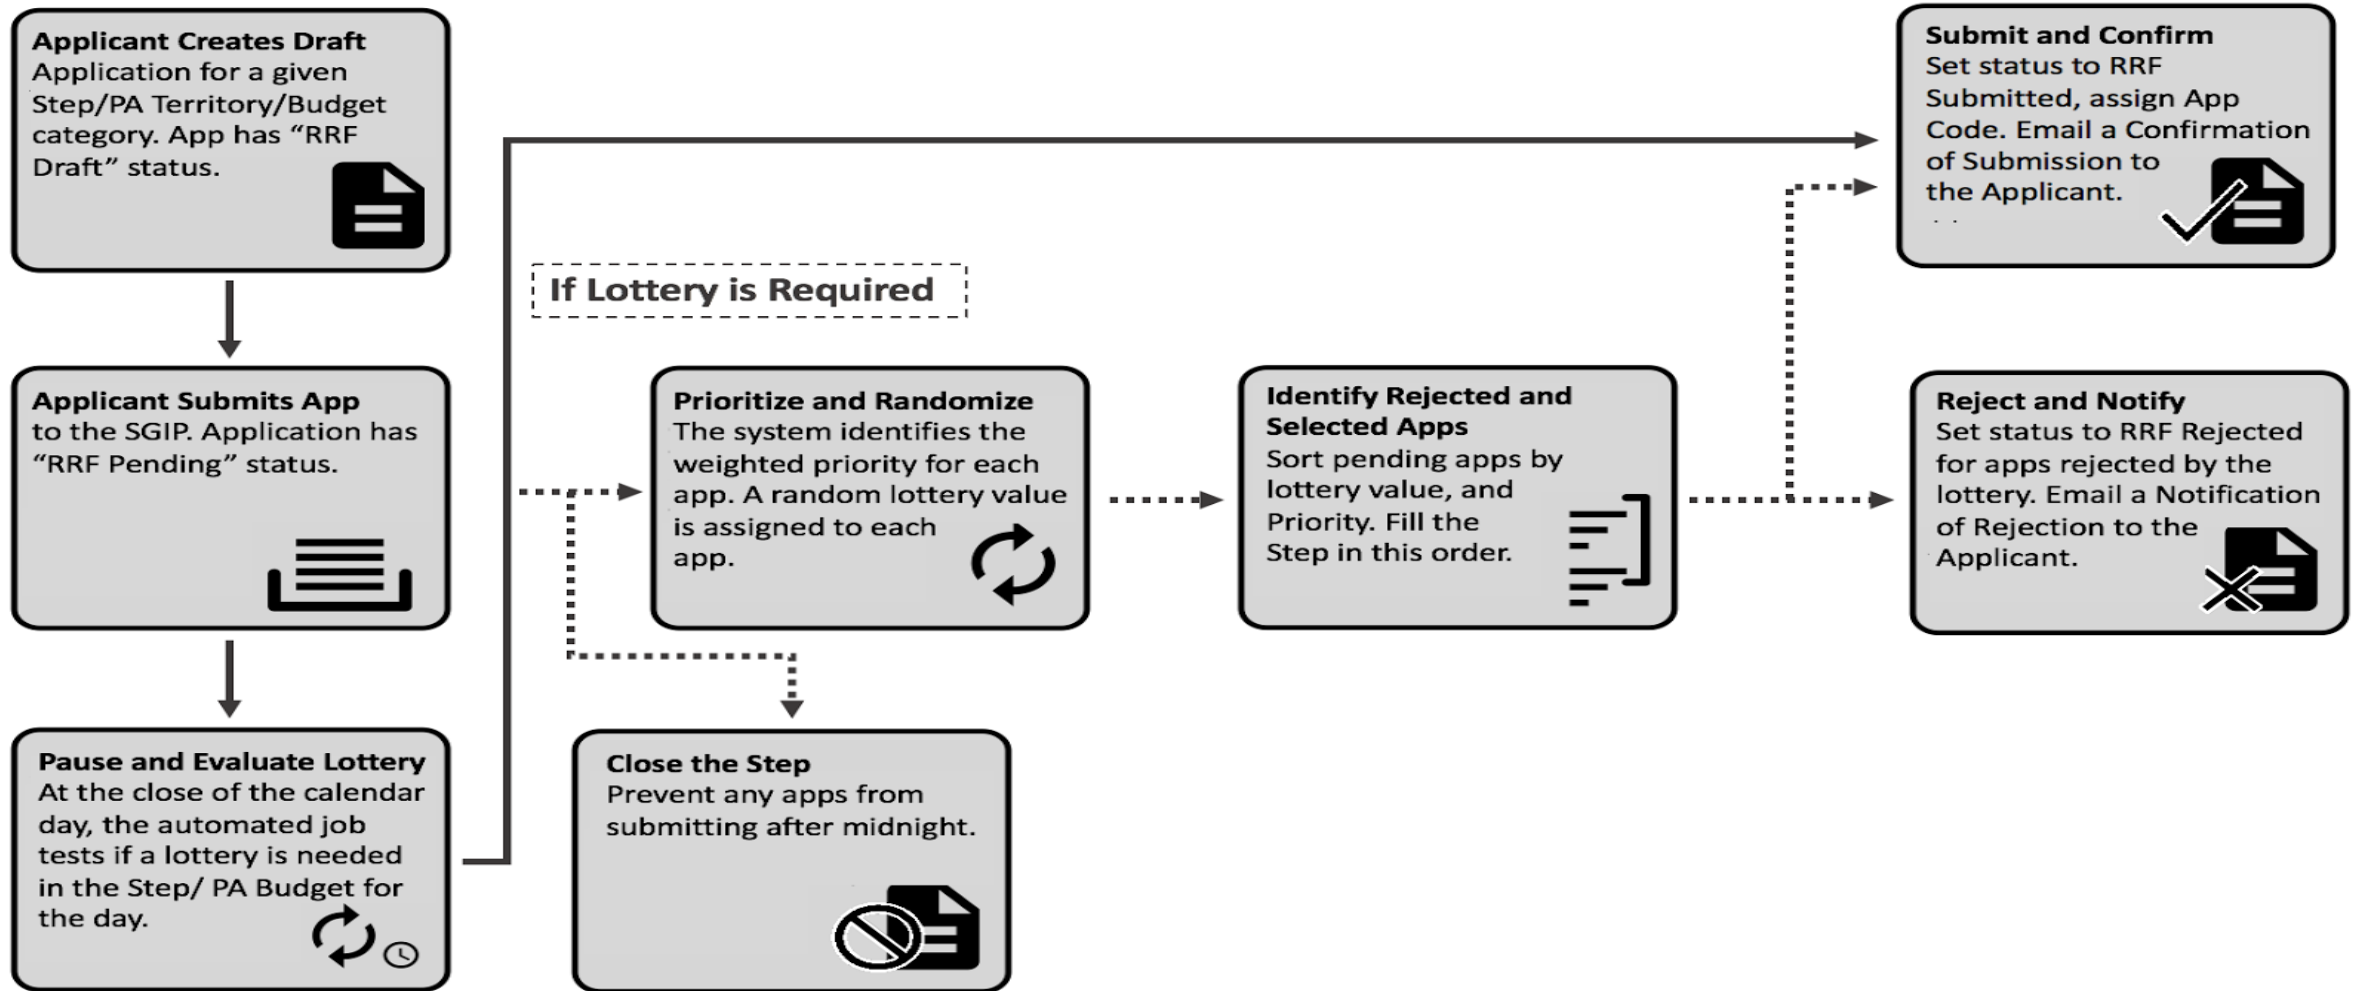 Applicant Creates Draft
Application for a given
Step/PA Territory/Budget
category. App has “RRF
Draft” status.
Applicant Submits App
to the SGIP. Application has
“RRF Pending” status.
Pause and Evaluate Lottery
At the close of the calendar
day, the automated job
tests if a lottery is needed
in the Step/ PA Budget for
the day.
If Lottery is Required
Prioritize and Randomize
The system identifies the
weighted priority for each
app. A random lottery value
is assigned to each
app.
Close the Step
Prevent any apps from
submitting after midnight.
Identify Rejected and
Selected Apps
Sort pending apps by
lottery value, and
Priority. Fill the
Step in this order.
Submit and Confirm
Set status to RRF
Submitted, assign App
Code. Email a Confirmation
of Submission to
the Applicant.
Reject and Notify
Set status to RRF Rejected
for apps rejected by the
lottery. Email a Notification
of Rejection to the
Applicant.